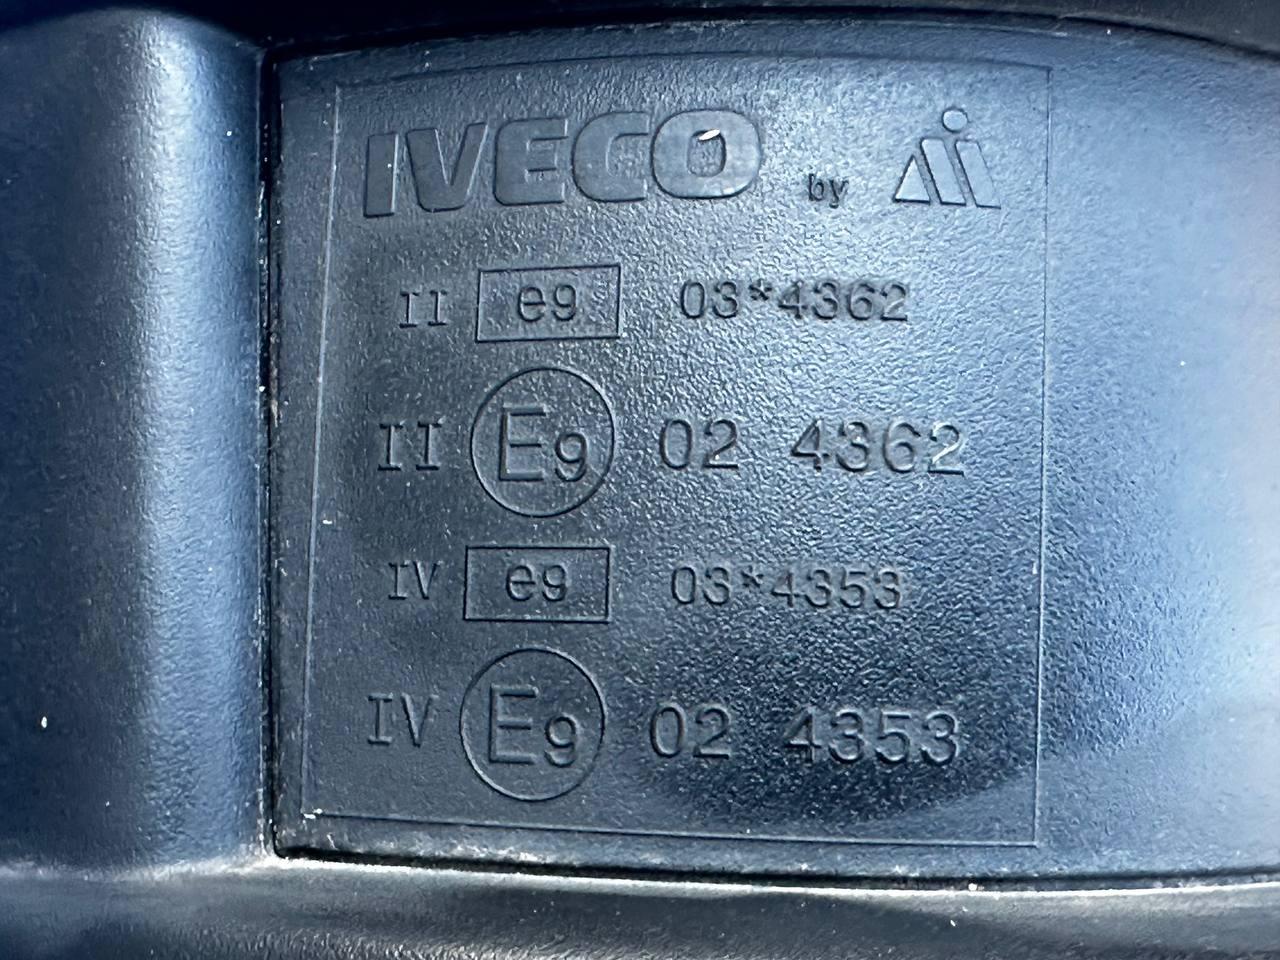 IVECO by
II e9 03*4362
II E9 02 4362
IV e9 03*4353
IV E9 02 4353